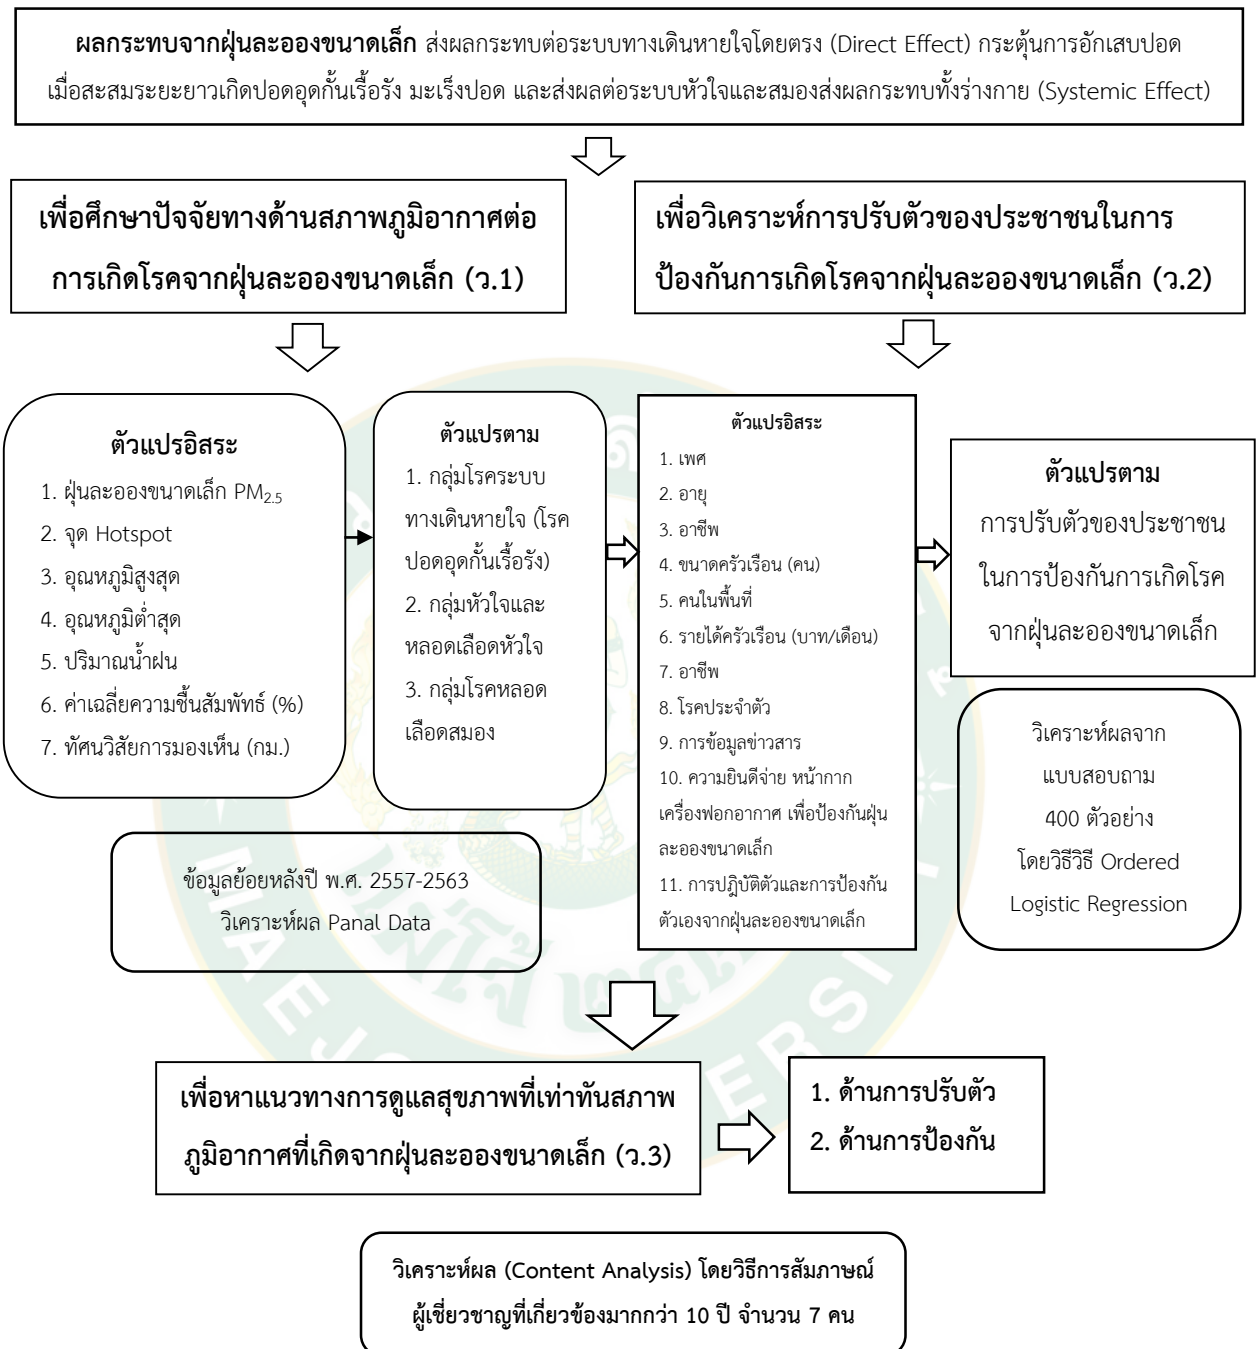 ผลกระทบจากฝุ่นละอองขนาดเล็ก ส่งผลกระทบต่อระบบทางเดินหายใจโดยตรง (Direct Effect) กระตุ้นการอักเสบปอด
เมื่อสะสมระยะยาวเกิดปอดอุดกั้นเรื้อรัง มะเร็งปอด และส่งผลต่อระบบหัวใจและสมองส่งผลกระทบทั้งร่างกาย (Systemic Effect)
เพื่อศึกษาปัจจัยทางด้านสภาพภูมิอากาศต่อ
การเกิดโรคจากฝุ่นละอองขนาดเล็ก (ว.1)
เพื่อวิเคราะห์การปรับตัวของประชาชนในการ
ป้องกันการเกิดโรคจากฝุ่นละอองขนาดเล็ก (ว.2)
ตัวแปรอิสระ
1. ฝุ่นละอองขนาดเล็ก PM2.5
2. จุด Hotspot
3. อุณหภูมิสูงสุด
4. อุณหภูมิต่ำสุด
5. ปริมาณน้ำฝน
6. ค่าเฉลี่ยความชื้นสัมพัทธ์ (%)
7. ทัศนวิสัยการมองเห็น (กม.)
ตัวแปรตาม
1. กลุ่มโรคระบบ
ทางเดินหายใจ (โรค
ปอดอุดกั้นเรื้อรัง)
2. กลุ่มหัวใจและ
หลอดเลือดหัวใจ
3. กลุ่มโรคหลอด
เลือดสมอง
ตัวแปรอิสระ
1. เพศ
2. อายุ
3. อาชีพ
4. ขนาดครัวเรือน (คน)
5. คนในพื้นที่
6. รายได้ครัวเรือน (บาท/เดือน)
7. อาชีพ
8. โรคประจำตัว
9. การข้อมูลข่าวสาร
10. ความยินดีจ่าย หน้ากาก
เครื่องฟอกอากาศ เพื่อป้องกันฝุ่น
ละอองขนาดเล็ก
11. การปฎิบัติตัวและการป้องกัน
ตัวเองจากฝุ่นละอองขนาดเล็ก
ตัวแปรตาม
การปรับตัวของประชาชน
ในการป้องกันการเกิดโรค
จากฝุ่นละอองขนาดเล็ก
วิเคราะห์ผลจาก
แบบสอบถาม
400 ตัวอย่าง
โดยวิธีวิธี Ordered
Logistic Regression
ข้อมูลย้อยหลังปี พ.ศ. 2557-2563
วิเคราะห์ผล Panal Data
เพื่อหาแนวทางการดูแลสุขภาพที่เท่าทันสภาพ
ภูมิอากาศที่เกิดจากฝุ่นละอองขนาดเล็ก (ว.3)
1. ด้านการปรับตัว
2. ด้านการป้องกัน
วิเคราะห์ผล (Content Analysis) โดยวิธีการสัมภาษณ์
ผู้เชี่ยวชาญที่เกี่ยวข้องมากกว่า 10 ปี จำนวน 7 คน